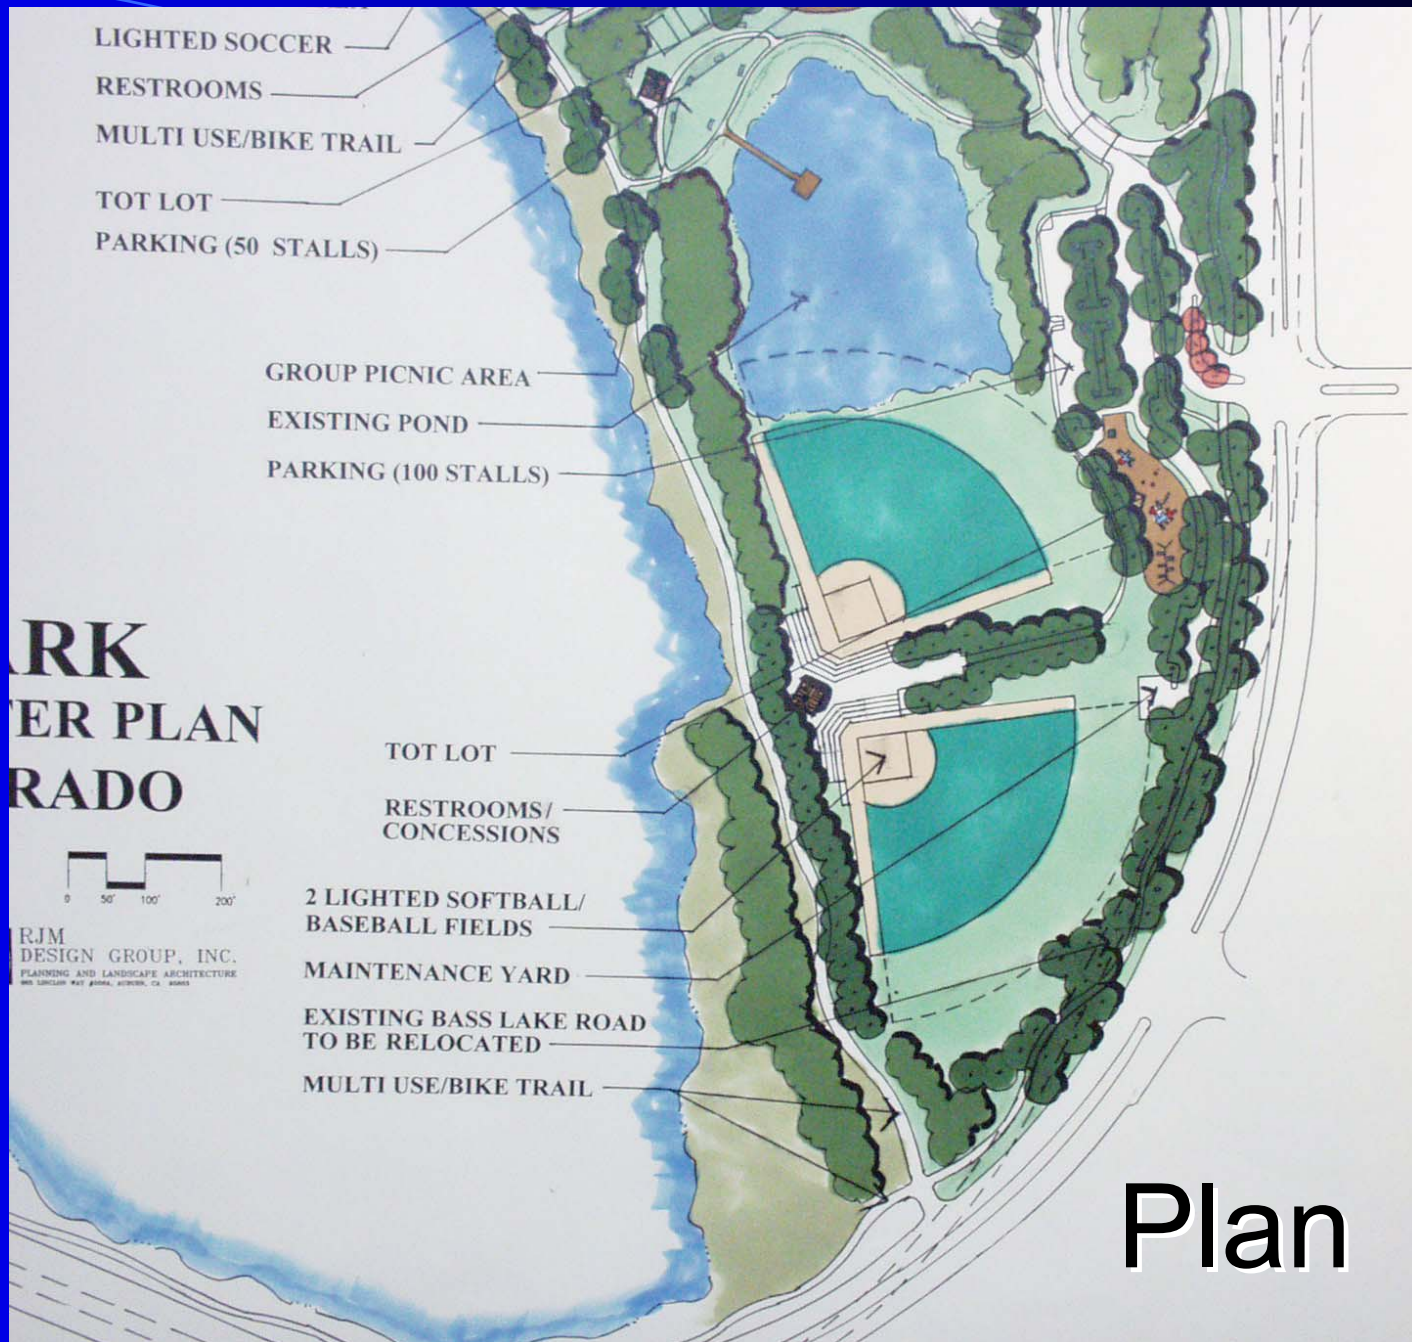 LIGHTED SOCCER
RESTROOMS
MULTI USE/BIKE TRAIL
TOT LOT
PARKING (50 STALLS)
GROUP PICNIC AREA
EXISTING POND
PARKING (100 STALLS)
ARK
TER PLAN
RADO
TOT LOT
RESTROOMS/
CONCESSIONS
2 LIGHTED SOFTBALL/
BASEBALL FIELDS
MAINTENANCE YARD
EXISTING BASS LAKE ROAD
TO BE RELOCATED
MULTI USE/BIKE TRAIL
0 50' 100' 200'
RJM
DESIGN GROUP, INC.
PLANNING AND LANDSCAPE ARCHITECTURE
Plan